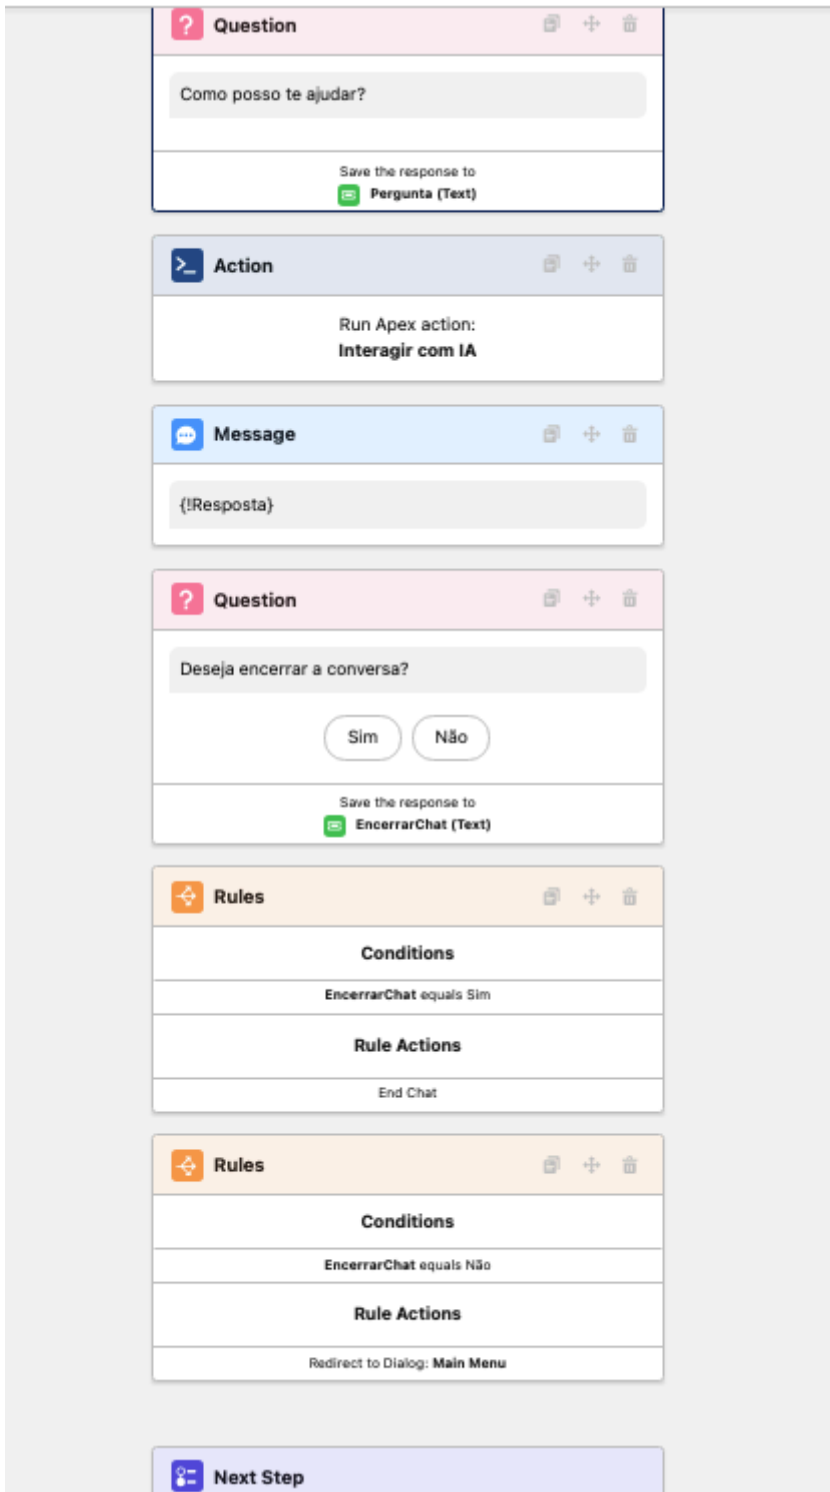 Question
Como posso te ajudar?
Save the response to
Pergunta (Text)
Action
Run Apex action:
Interagir com IA
Message
{!Resposta}
Question
Deseja encerrar a conversa?
Sim
Não
Save the response to
EncerrarChat (Text)
Rules
Conditions
EncerrarChat equals Sim
Rule Actions
End Chat
Rules
Conditions
EncerrarChat equals Não
Rule Actions
Redirect to Dialog: Main Menu
Next Step